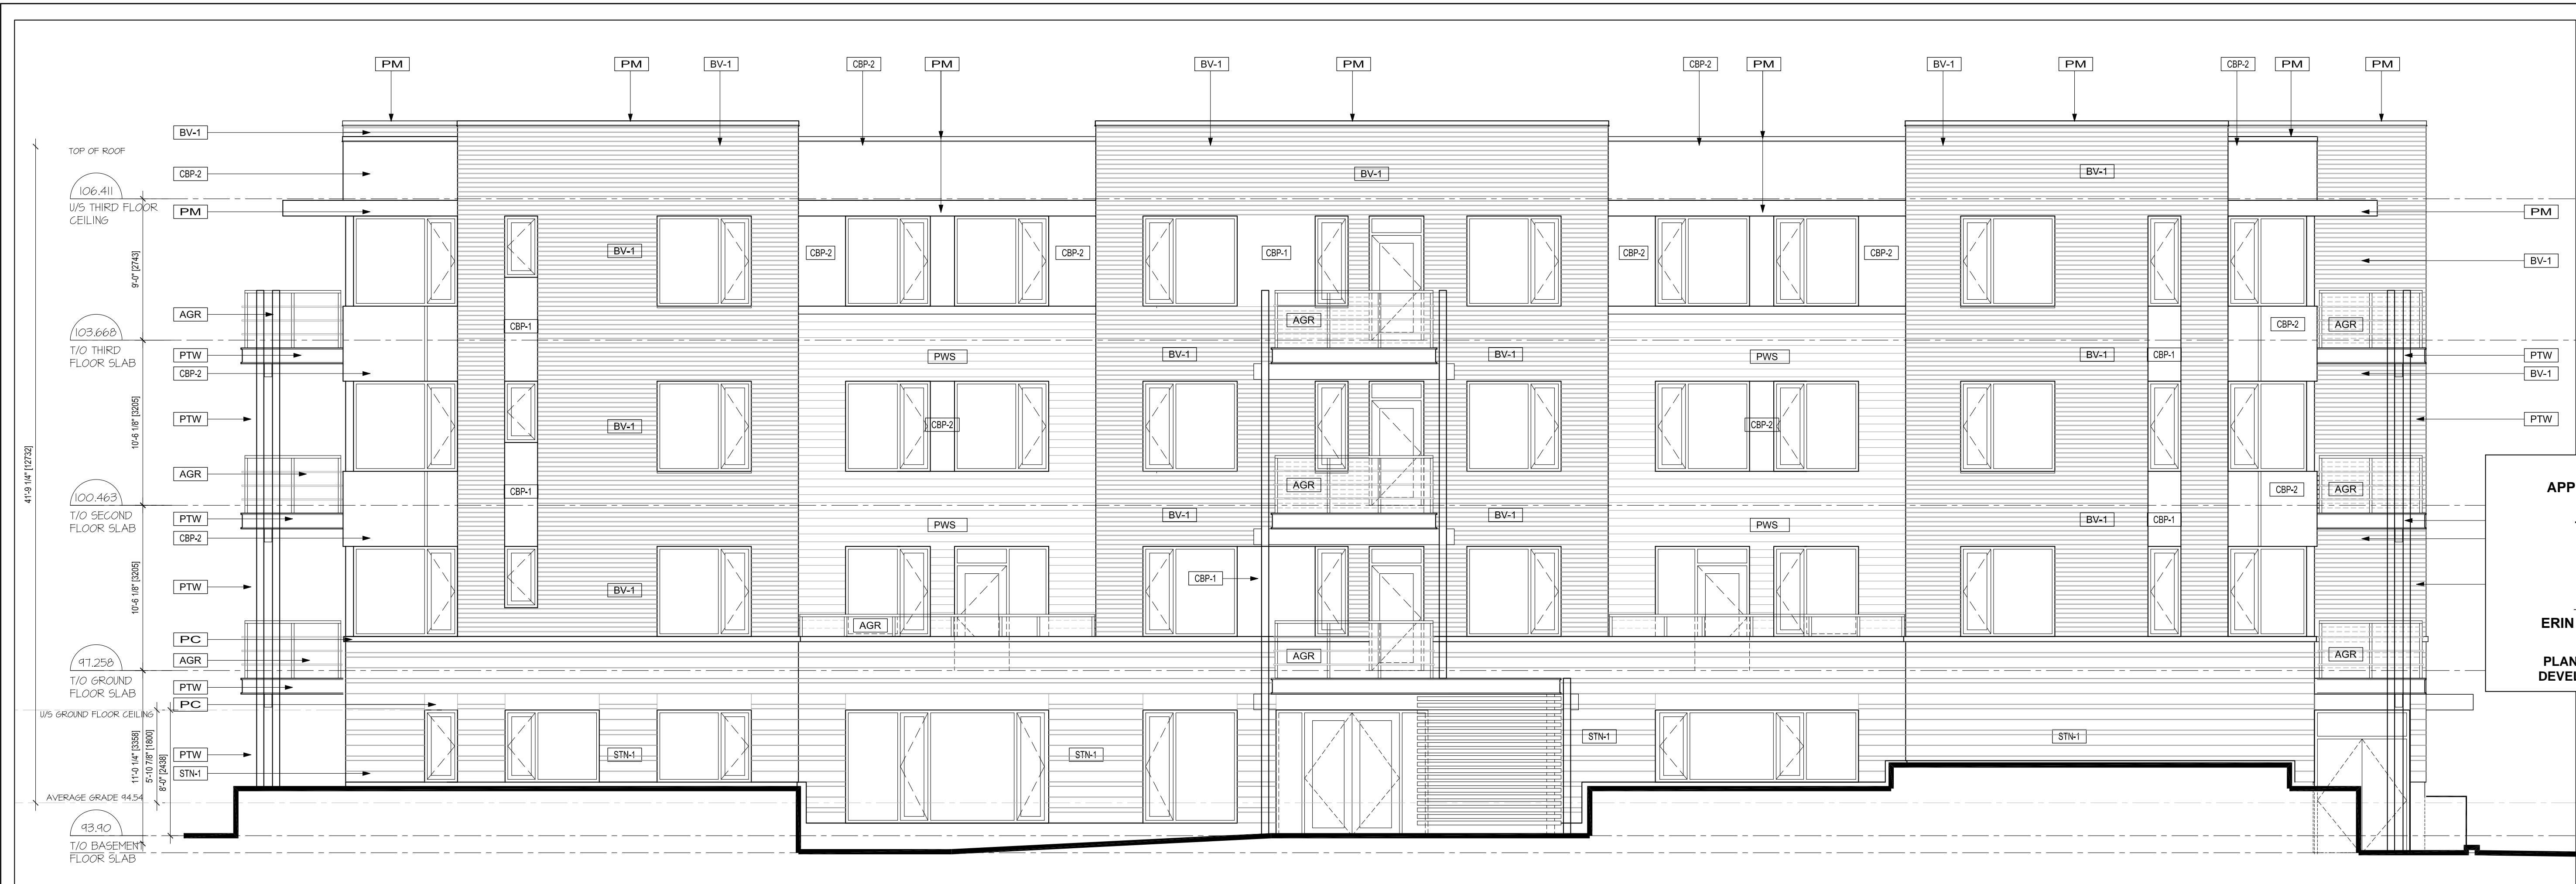 PM
PM
BV-1
CBP-2
PM
BV-1
PM
CBP-2
PM
BV-1
PM
CBP-2
PM
PM
BV-1
TOP OF ROOF
CBP-2
BV-1
BV-1
106.411
U/S THIRD FLOOR
CEILING
PM
PM
9'-0" [2743]
BV-1
CBP-2
CBP-2
CBP-1
CBP-2
CBP-2
BV-1
AGR
CBP-1
AGR
CBP-2
AGR
103.668
T/O THIRD
FLOOR SLAB
PTW
PWS
BV-1
BV-1
PWS
BV-1
CBP-1
PTW
CBP-2
BV-1
10'-6 1/8" [3205]
PTW
BV-1
CBP-2
CBP-2
PTW
41'-9 1/4" [12732]
AGR
CBP-1
AGR
CBP-2
AGR
APP
100.463
T/O SECOND
FLOOR SLAB
PTW
PWS
BV-1
BV-1
PWS
BV-1
CBP-1
CBP-2
10'-6 1/8" [3205]
PTW
BV-1
CBP-1
PC
AGR
ERIN
97.258
T/O GROUND
FLOOR SLAB
AGR
AGR
AGR
PLAN
DEVE
PTW
PC
U/S GROUND FLOOR CEILING
11'-0 1/4" [3358]
5'-10 7/8" [1800]
8'-0" [2438]
PTW
STN-1
STN-1
STN-1
STN-1
STN-1
AVERAGE GRADE 94.54
93.90
T/O BASEMENT
FLOOR SLAB